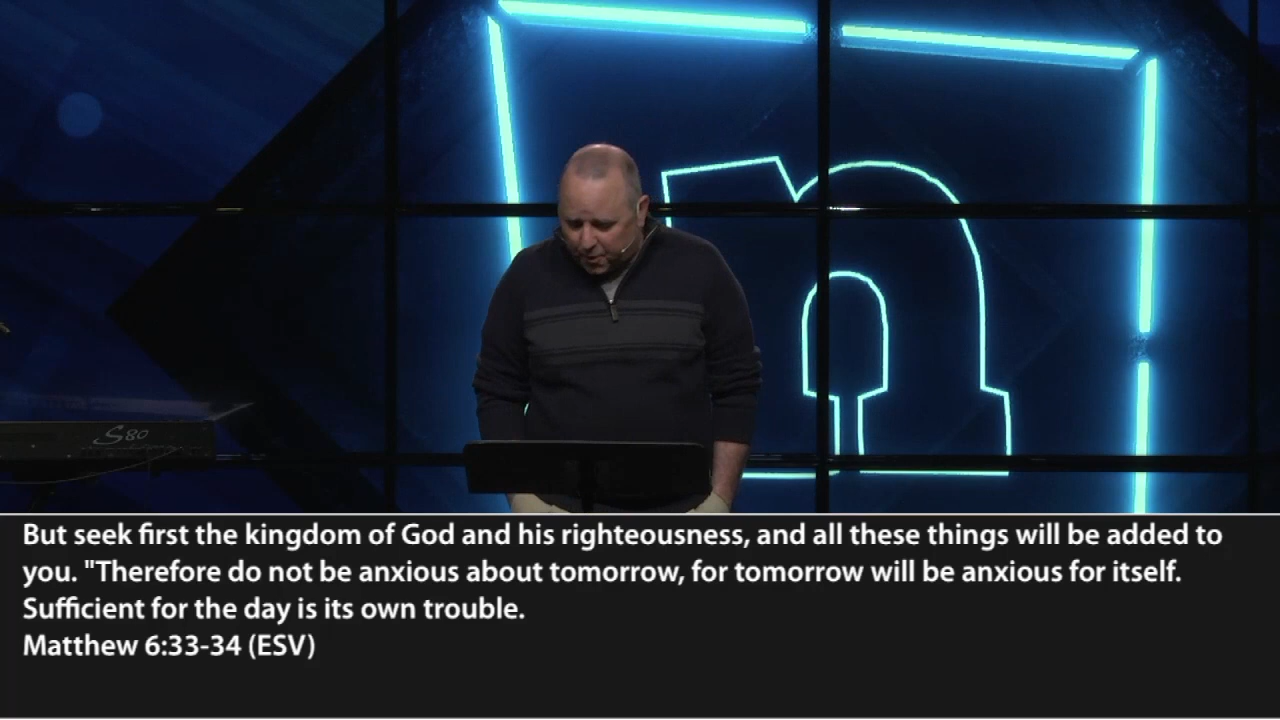 n
S80
But seek first the kingdom of God and his righteousness, and all these things will be added to
you. "Therefore do not be anxious about tomorrow, for tomorrow will be anxious for itself.
Sufficient for the day is its own trouble.
Matthew 6:33-34 (ESV)